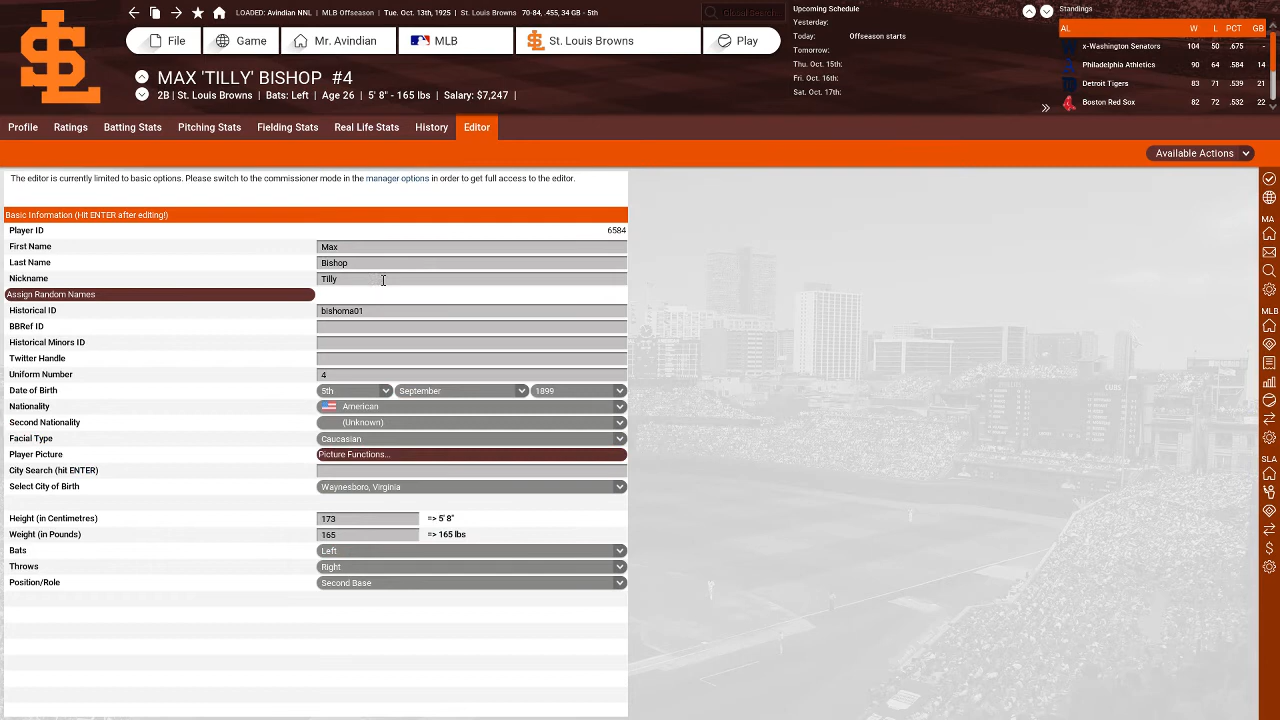 LOADED: Avindian NNL | MLB Offseason | Tue. Oct. 13th, 1925 | St. Louis Browns 70-84, .455, 34 GB - 5th
Global Search
File
Game
Mr. Avindian
MLB
St. Louis Browns
Play
MAX 'TILLY' BISHOP #4
2B | St. Louis Browns | Bats: Left | Age 26 | 5' 8" - 165 lbs | Salary: $7,247 |
Upcoming Schedule
Yesterday:
Today: Offseason starts
Tomorrow:
Thu. Oct. 15th:
Fri. Oct. 16th:
Sat. Oct. 17th:
Standings
AL W L PCT GB
x-Washington Senators 104 50 .675 -
Philadelphia Athletics 90 64 .584 14
Detroit Tigers 83 71 .539 21
Boston Red Sox 82 72 .532 22
Profile
Ratings
Batting Stats
Pitching Stats
Fielding Stats
Real Life Stats
History
Editor
Available Actions
The editor is currently limited to basic options. Please switch to the commissioner mode in the manager options in order to get full access to the editor.
Basic Information (Hit ENTER after editing!)
Player ID 6584
First Name Max
Last Name Bishop
Nickname Tilly
Assign Random Names
Historical ID bishoma01
BBRef ID
Historical Minors ID
Twitter Handle
Uniform Number 4
Date of Birth 5th September 1899
Nationality American
Second Nationality (Unknown)
Facial Type Caucasian
Player Picture Picture Functions...
City Search (hit ENTER)
Select City of Birth Waynesboro, Virginia
Height (in Centimetres) 173 => 5' 8"
Weight (in Pounds) 165 => 165 lbs
Bats Left
Throws Right
Position/Role Second Base
MA
MLB
SLA